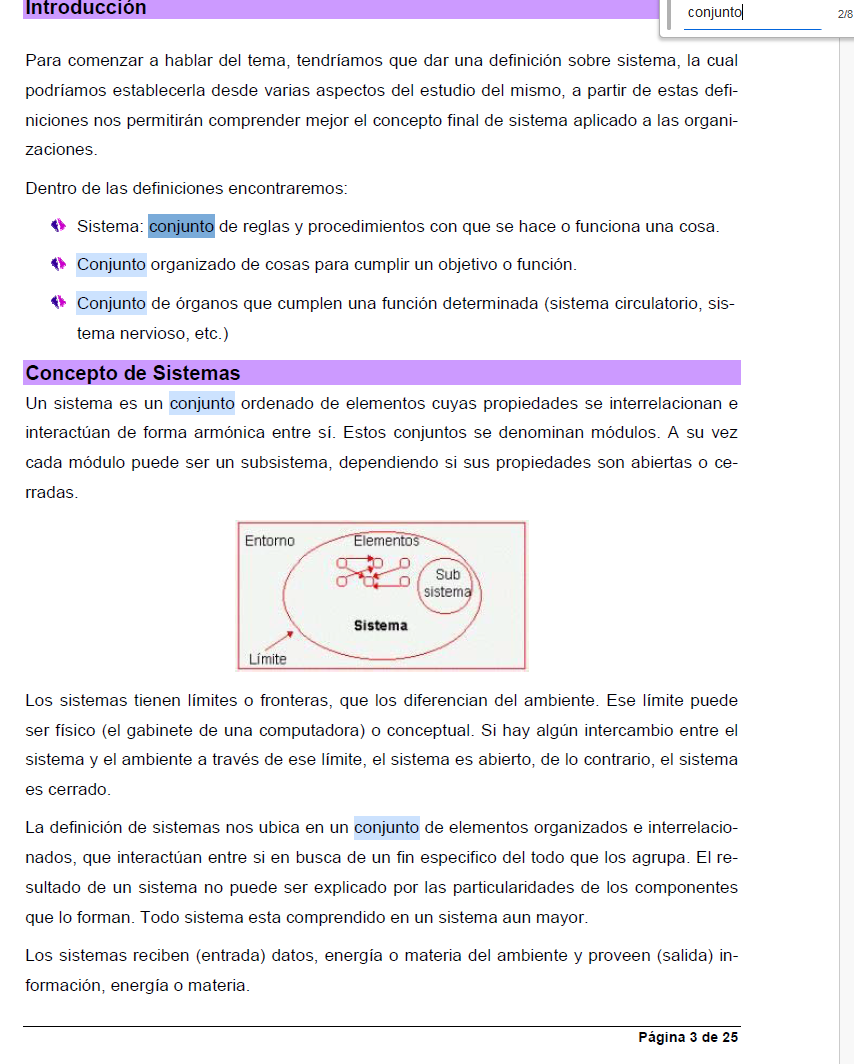 Introducción
conjunto
2/8
Para comenzar a hablar del tema, tendríamos que dar una definición sobre sistema, la cual
podríamos establecerla desde varias aspectos del estudio del mismo, a partir de estas defi-
niciones nos permitirán comprender mejor el concepto final de sistema aplicado a las organi-
zaciones.
Dentro de las definiciones encontraremos:
Sistema: conjunto de reglas y procedimientos con que se hace o funciona una cosa.
Conjunto organizado de cosas para cumplir un objetivo o función.
Conjunto de órganos que cumplen una función determinada (sistema circulatorio, sis-
tema nervioso, etc.)
Concepto de Sistemas
Un sistema es un conjunto ordenado de elementos cuyas propiedades se interrelacionan e
interactúan de forma armónica entre sí. Estos conjuntos se denominan módulos. A su vez
cada módulo puede ser un subsistema, dependiendo si sus propiedades son abiertas o ce-
rradas.
Entorno
Elementos
Sub
sistema
Sistema
Límite
Los sistemas tienen límites o fronteras, que los diferencian del ambiente. Ese límite puede
ser físico (el gabinete de una computadora) o conceptual. Si hay algún intercambio entre el
sistema y el ambiente a través de ese límite, el sistema es abierto, de lo contrario, el sistema
es cerrado.
La definición de sistemas nos ubica en un conjunto de elementos organizados e interrelacio-
nados, que interactúan entre si en busca de un fin especifico del todo que los agrupa. El re-
sultado de un sistema no puede ser explicado por las particularidades de los componentes
que lo forman. Todo sistema esta comprendido en un sistema aun mayor.
Los sistemas reciben (entrada) datos, energía o materia del ambiente y proveen (salida) in-
formación, energía o materia.
Página 3 de 25